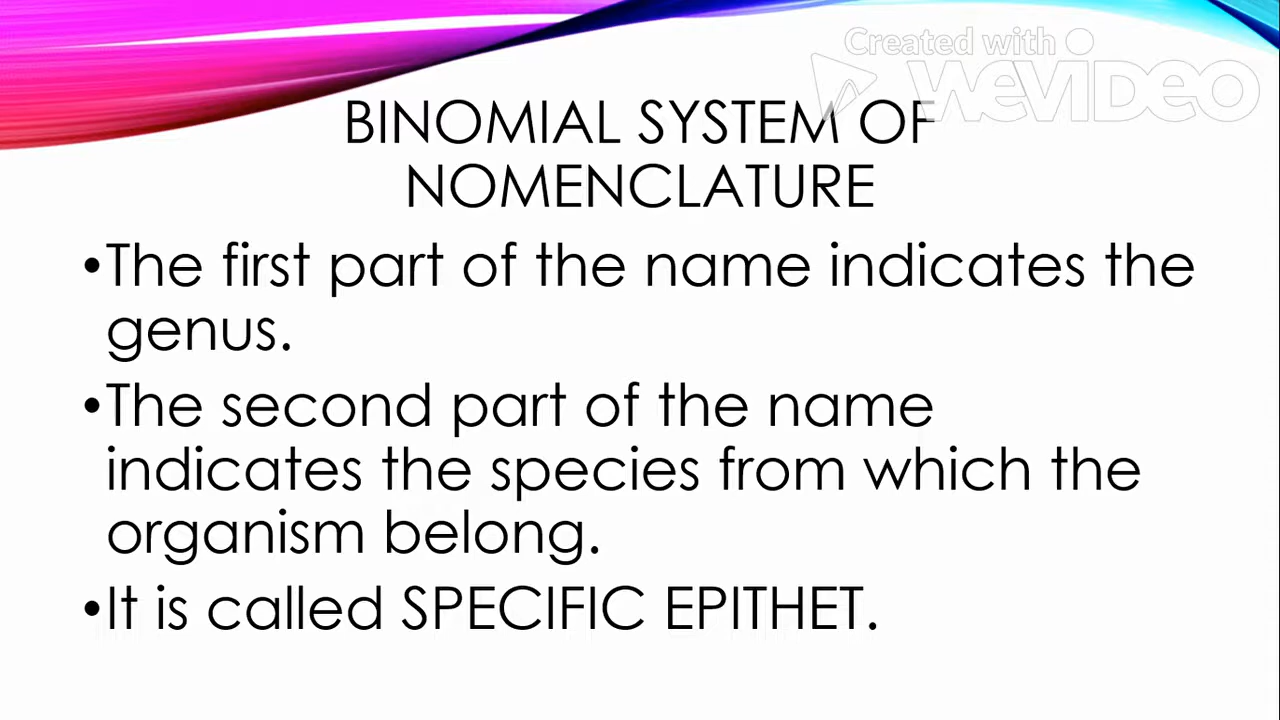 Created with
WEVIDEO
BINOMIAL SYSTEM OF
NOMENCLATURE
•The first part of the name indicates the
genus.
•The second part of the name
indicates the species from which the
organism belong.
•It is called SPECIFIC EPITHET.